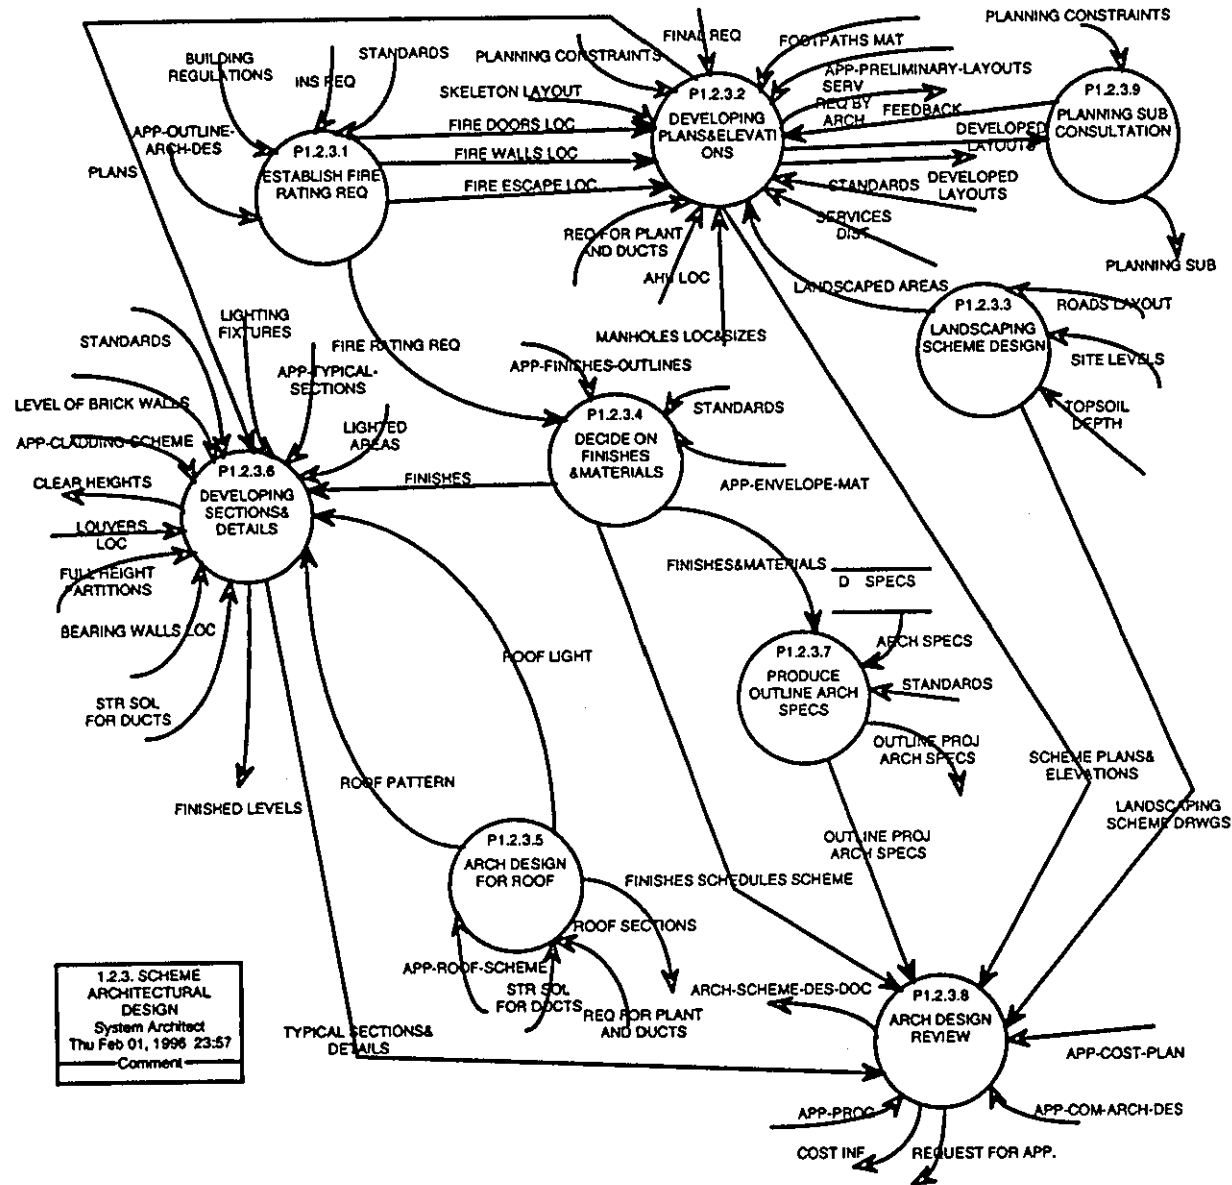 PLANNING CONSTRAINTS
FINAL REQ
FOOTPATHS MAT
BUILDING
REGULATIONS
INS REQ
STANDARDS
PLANNING CONSTRAINTS
APP-PRELIMINARY-LAYOUTS
SERV
REQ BY
ARCH
FEEDBACK
SKELETON LAYOUT
P1.2.3.2
DEVELOPING
PLANS&ELEVATI
ONS
P1.2.3.9
PLANNING SUB
CONSULTATION
APP-OUTLINE-
ARCH-DES
FIRE DOORS LOC
P1.2.3.1
ESTABLISH FIRE
RATING REQ
FIRE WALLS LOC
FIRE ESCAPE LOC
DEVELOPED
LAYOUTS
DEVELOPED
LAYOUTS
PLANS
STANDARDS
SERVICES
DIST
REQ FOR PLANT
AND DUCTS
AHU LOC
PLANNING SUB
LANDSCAPED AREAS
P1.2.3.3
LANDSCAPING
SCHEME DESIGN
ROADS LAYOUT
SITE LEVELS
TOPSOIL
DEPTH
MANHOLES LOC&SIZES
LIGHTING
FIXTURES
STANDARDS
FIRE RATING REQ
APP-TYPICAL-
SECTIONS
APP-FINISHES-OUTLINES
LEVEL OF BRICK WALLS
STANDARDS
LIGHTED
AREAS
P1.2.3.4
DECIDE ON
FINISHES
&MATERIALS
APP-CLADDING-SCHEME
P1.2.3.6
DEVELOPING
SECTIONS&
DETAILS
CLEAR HEIGHTS
FINISHES
APP-ENVELOPE-MAT
LOUVERS
LOC
FULL HEIGHT
PARTITIONS
FINISHES&MATERIALS
D   SPECS
BEARING WALLS LOC
ROOF LIGHT
ARCH SPECS
P1.2.3.7
PRODUCE
OUTLINE ARCH
SPECS
STANDARDS
STR SOL
FOR DUCTS
OUTLINE PROJ
ARCH SPECS
SCHEME PLANS&
ELEVATIONS
ROOF PATTERN
FINISHED LEVELS
LANDSCAPING
SCHEME DRWGS
P1.2.3.5
ARCH DESIGN
FOR ROOF
OUTLINE PROJ
ARCH SPECS
FINISHES SCHEDULES SCHEME
ROOF SECTIONS
APP-ROOF-SCHEME
STR SOL
FOR DUCTS
REQ FOR PLANT
AND DUCTS
1.2.3. SCHEME
ARCHITECTURAL
DESIGN
System Architect
Thu Feb 01, 1996 23:57
Comment
TYPICAL SECTIONS&
DETAILS
ARCH-SCHEME-DES-DOC
P1.2.3.8
ARCH DESIGN
REVIEW
APP-COST-PLAN
APP-PROG
APP-COM-ARCH-DES
COST INF
REQUEST FOR APP.